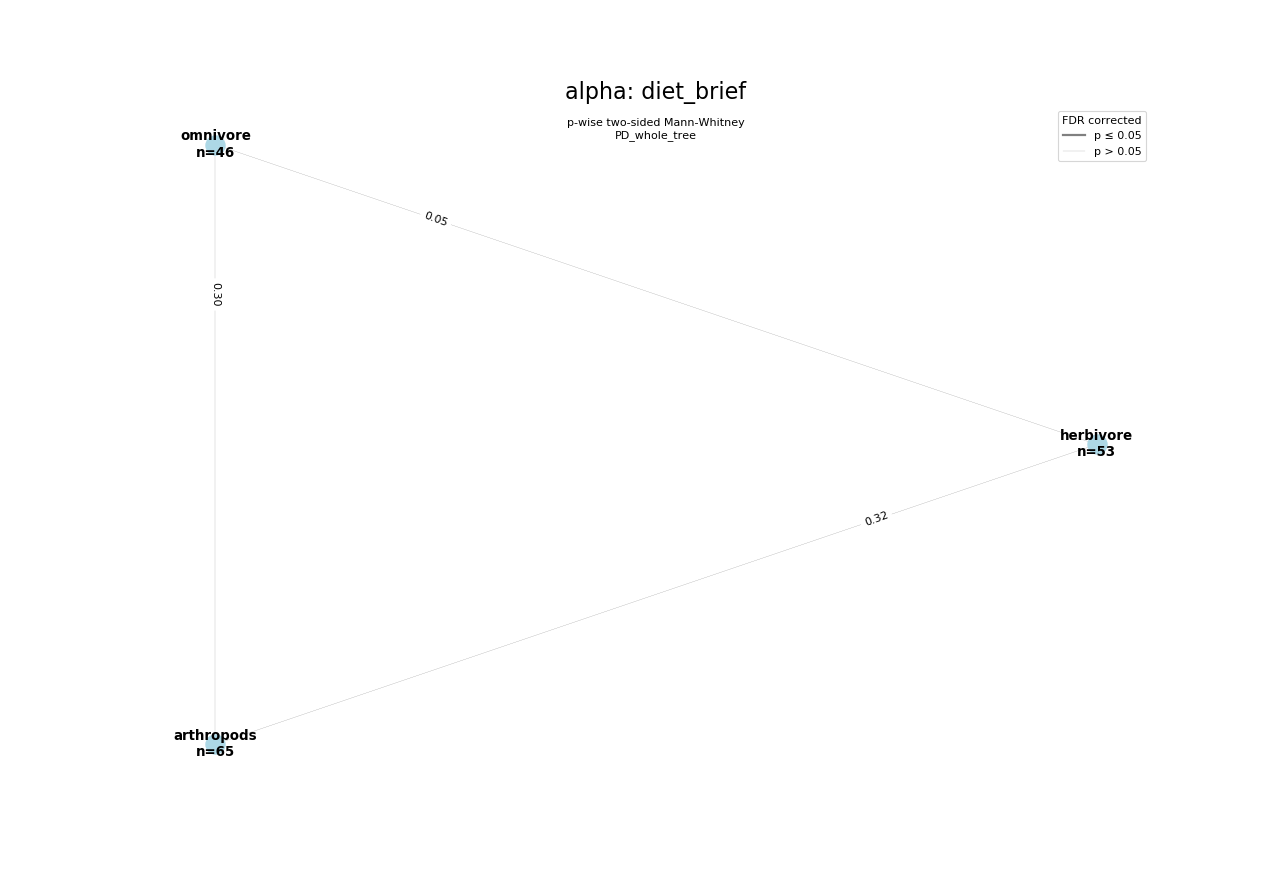 alpha: diet_brief
p-wise two-sided Mann-Whitney
PD_whole_tree
FDR corrected
p ≤ 0.05
p > 0.05
omnivore
n=46
0.05
0.30
herbivore
n=53
0.32
arthropods
n=65